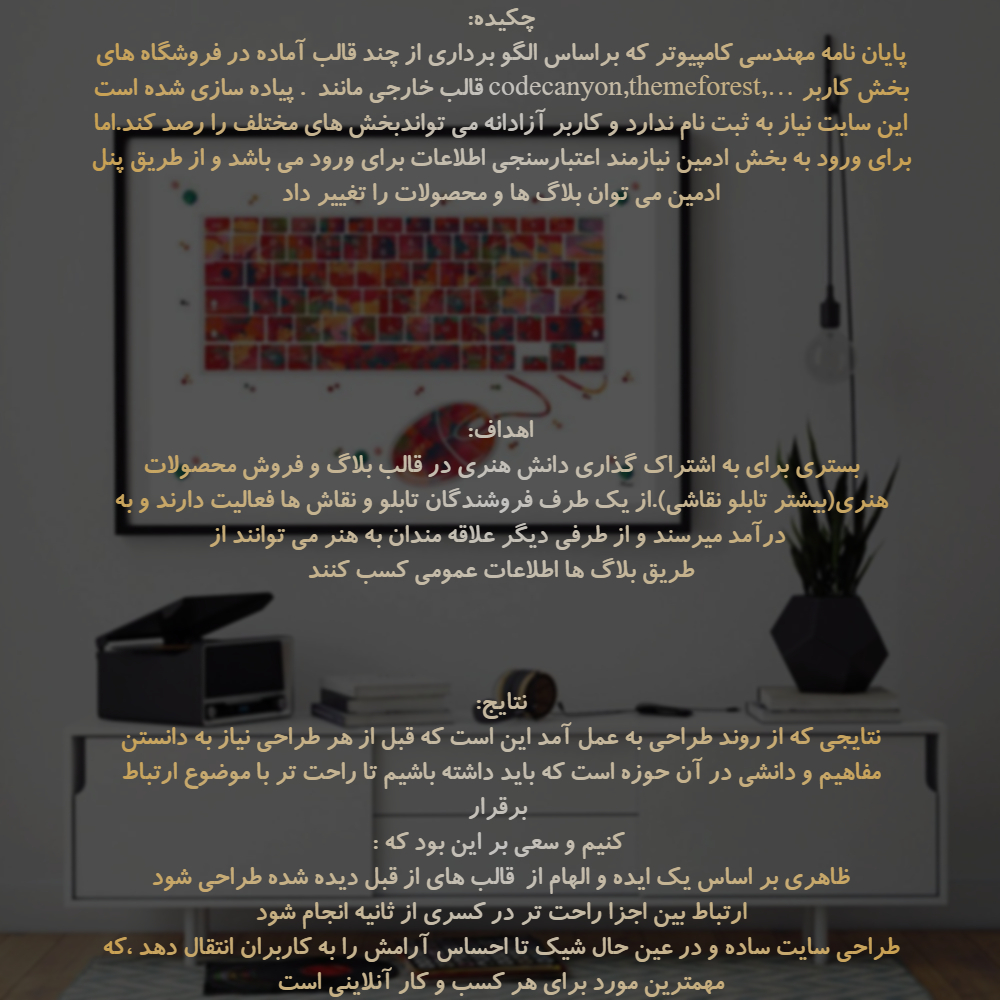 چکیده:
پایان نامه مهندسی کامپیوتر که براساس الگو برداری از چند قالب آماده در فروشگاه های
قالب خارجی مانند codecanyon,themeforest,… پیاده سازی شده است . بخش کاربر
این سایت نیاز به ثبت نام ندارد و کاربر آزادانه می تواندبخش های مختلف را رصد کند.اما
برای ورود به بخش ادمین نیازمند اعتبارسنجی اطلاعات برای ورود می باشد و از طریق پنل
ادمین می توان بلاگ ها و محصولات را تغییر داد
اهداف:
بستری برای به اشتراک گذاری دانش هنری در قالب بلاگ و فروش محصولات
هنری(بیشتر تابلو نقاشی).از یک طرف فروشندگان تابلو و نقاش ها فعالیت دارند و به
درآمد میرسند و از طرفی دیگر علاقه مندان به هنر می توانند از
طریق بلاگ ها اطلاعات عمومی کسب کنند
نتایج:
نتایجی که از روند طراحی به عمل آمد این است که قبل از هر طراحی نیاز به دانستن
مفاهیم و دانشی در آن حوزه است که باید داشته باشیم تا راحت تر با موضوع ارتباط
برقرار
کنیم و سعی بر این بود که :
ظاهری بر اساس یک ایده و الهام از قالب های از قبل دیده شده طراحی شود
ارتباط بین اجزا راحت تر در کسری از ثانیه انجام شود
طراحی سایت ساده و در عین حال شیک تا احساس آرامش را به کاربران انتقال دهد ،که
مهمترین مورد برای هر کسب و کار آنلاینی است